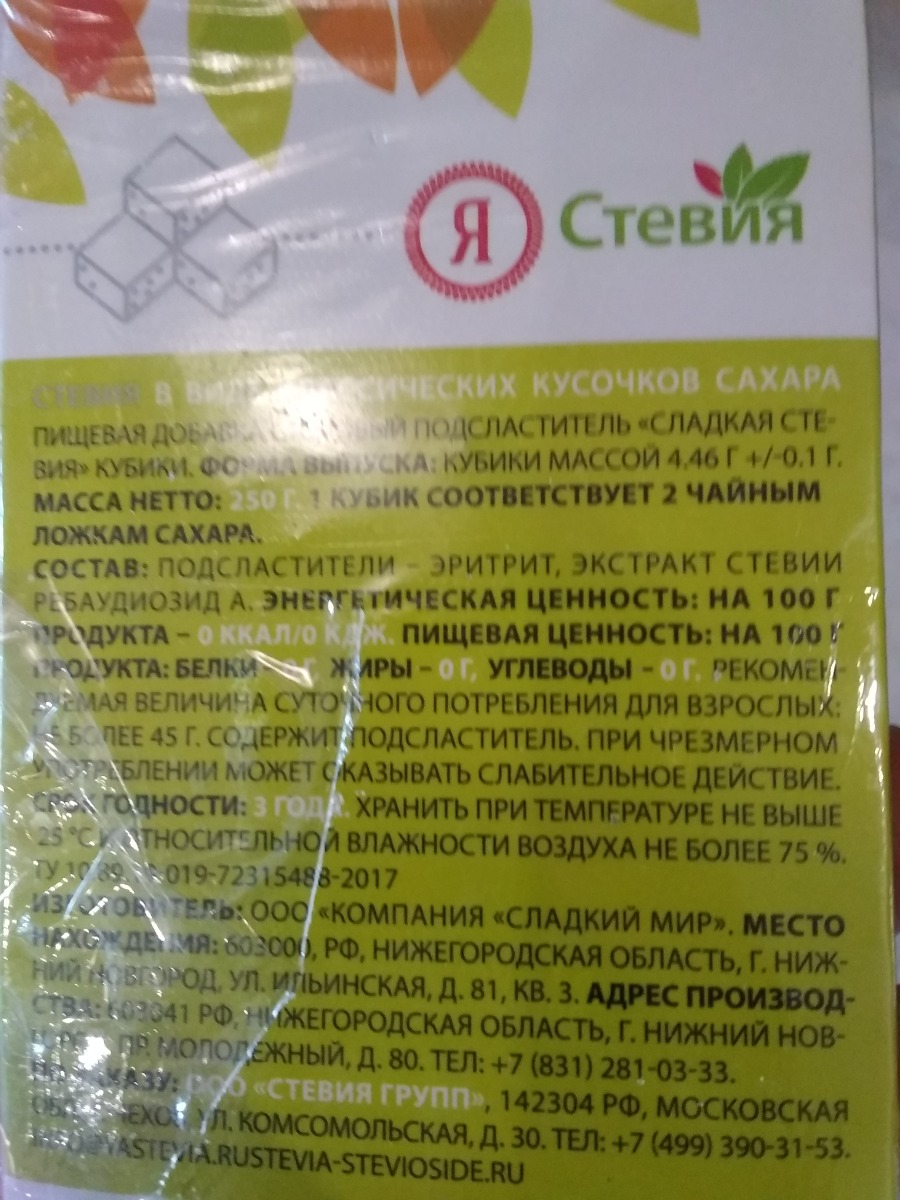 Я Стевия
СТЕВИЯ В ВИДЕ КЛАССИЧЕСКИХ КУСОЧКОВ САХАРА
ПИЩЕВАЯ ДОБАВКА ПОДСЛАСТИТЕЛЬ «СЛАДКАЯ СТЕ-
ВИЯ» КУБИКИ. ФОРМА ВЫПУСКА: КУБИКИ МАССОЙ 4.46 Г +/-0.1 Г.
МАССА НЕТТО: 250 Г. 1 КУБИК СООТВЕТСТВУЕТ 2 ЧАЙНЫМ
ЛОЖКАМ САХАРА.
СОСТАВ: ПОДСЛАСТИТЕЛИ – ЭРИТРИТ, ЭКСТРАКТ СТЕВИИ
РЕБАУДИОЗИД А. ЭНЕРГЕТИЧЕСКАЯ ЦЕННОСТЬ: НА 100 Г
ПРОДУКТА – 0 ККАЛ/0 КДЖ. ПИЩЕВАЯ ЦЕННОСТЬ: НА 100 Г
ПРОДУКТА: БЕЛКИ – 0 Г, ЖИРЫ – 0 Г, УГЛЕВОДЫ – 0 Г. РЕКОМЕН-
ДУЕМАЯ ВЕЛИЧИНА СУТОЧНОГО ПОТРЕБЛЕНИЯ ДЛЯ ВЗРОСЛЫХ:
НЕ БОЛЕЕ 45 Г. СОДЕРЖИТ ПОДСЛАСТИТЕЛЬ. ПРИ ЧРЕЗМЕРНОМ
УПОТРЕБЛЕНИИ МОЖЕТ ОКАЗЫВАТЬ СЛАБИТЕЛЬНОЕ ДЕЙСТВИЕ.
СРОК ГОДНОСТИ: 3 ГОДА. ХРАНИТЬ ПРИ ТЕМПЕРАТУРЕ НЕ ВЫШЕ
25 °С И ОТНОСИТЕЛЬНОЙ ВЛАЖНОСТИ ВОЗДУХА НЕ БОЛЕЕ 75 %.
ТУ -019-72315488-2017
ИЗГОТОВИТЕЛЬ: ООО «КОМПАНИЯ «СЛАДКИЙ МИР». МЕСТО
НАХОЖДЕНИЯ: 603000, РФ, НИЖЕГОРОДСКАЯ ОБЛАСТЬ, Г. НИЖ-
НИЙ НОВГОРОД, УЛ. ИЛЬИНСКАЯ, Д. 81, КВ. 3. АДРЕС ПРОИЗВОД-
СТВА: 603041 РФ, НИЖЕГОРОДСКАЯ ОБЛАСТЬ, Г. НИЖНИЙ НОВ-
ГОРОД, ПР. МОЛОДЕЖНЫЙ, Д. 80. ТЕЛ: +7 (831) 281-03-33.
ПО ЗАКАЗУ: ООО «СТЕВИЯ ГРУПП», 142304 РФ, МОСКОВСКАЯ
ОБЛ., Г. ЧЕХОВ, УЛ. КОМСОМОЛЬСКАЯ, Д. 30. ТЕЛ: +7 (499) 390-31-53.
INFO@YASTEVIA.RUSTEVIA-STEVIOSIDE.RU